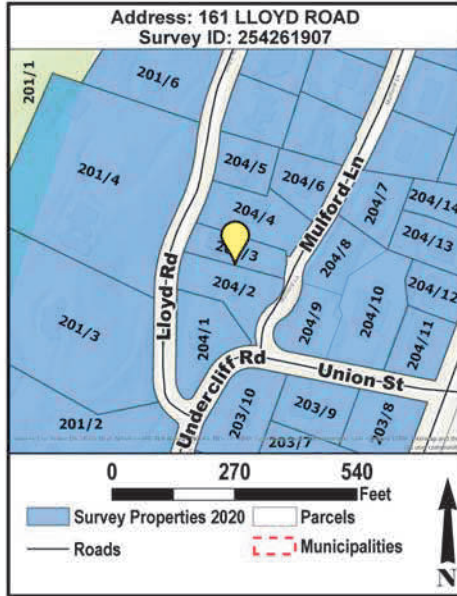 Address: 161 LLOYD ROAD
Survey ID: 254261907
201/1
201/6
201/4
204/5
204/6
204/7
204/14
204/4
204/13
204/3
204/8
204/2
204/12
204/10
201/3
204/1
204/9
204/11
201/2
203/10
203/9
203/8
203/7
Lloyd Rd
Mulford Ln
Undercliff Rd
Union St
0 270 540
Feet
Survey Properties 2020
Parcels
Roads
Municipalities
N